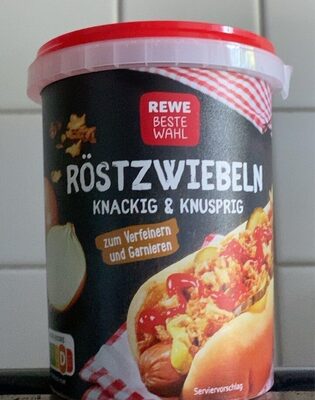 REWE
BESTE
WAHL
RÖSTZWIEBELN
KNACKIG & KNUSPRIG
zum Verfeinern
und Garnieren
Serviervorschlag